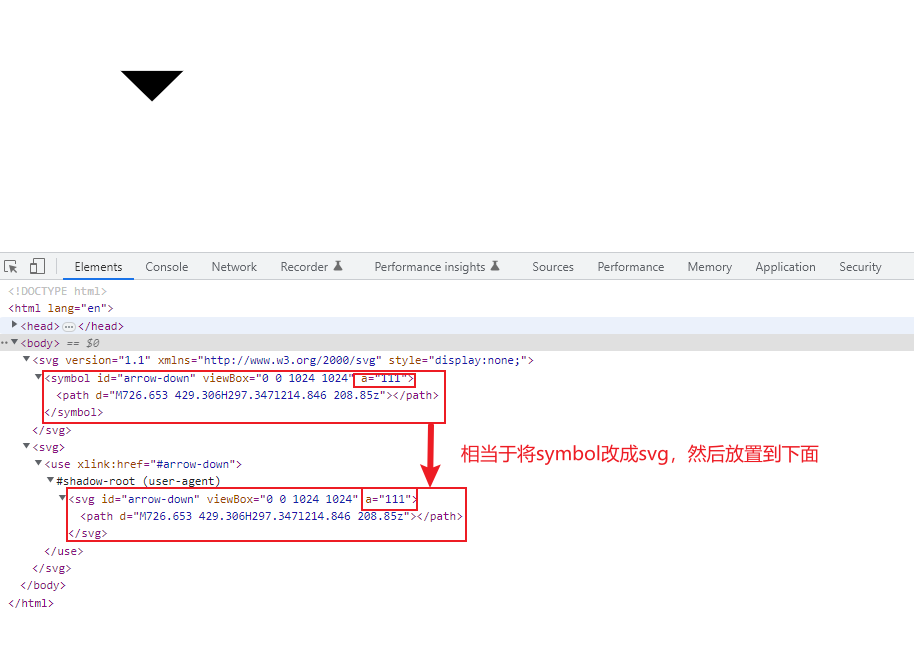 Elements Console Network Recorder Performance insights Sources Performance Memory Application Security
<!DOCTYPE html>
<html lang="en">
<head> … </head>
<body> == $0
<svg version="1.1" xmlns="http://www.w3.org/2000/svg" style="display:none;">
<symbol id="arrow-down" viewBox="0 0 1024 1024" a="111">
<path d="M726.653 429.306H297.347l214.846 208.85z"></path>
</symbol>
</svg>
<svg>
<use xlink:href="#arrow-down">
相当于将symbol改成svg，然后放置到下面
#shadow-root (user-agent)
<svg id="arrow-down" viewBox="0 0 1024 1024" a="111">
<path d="M726.653 429.306H297.347l214.846 208.85z"></path>
</svg>
</use>
</svg>
</body>
</html>